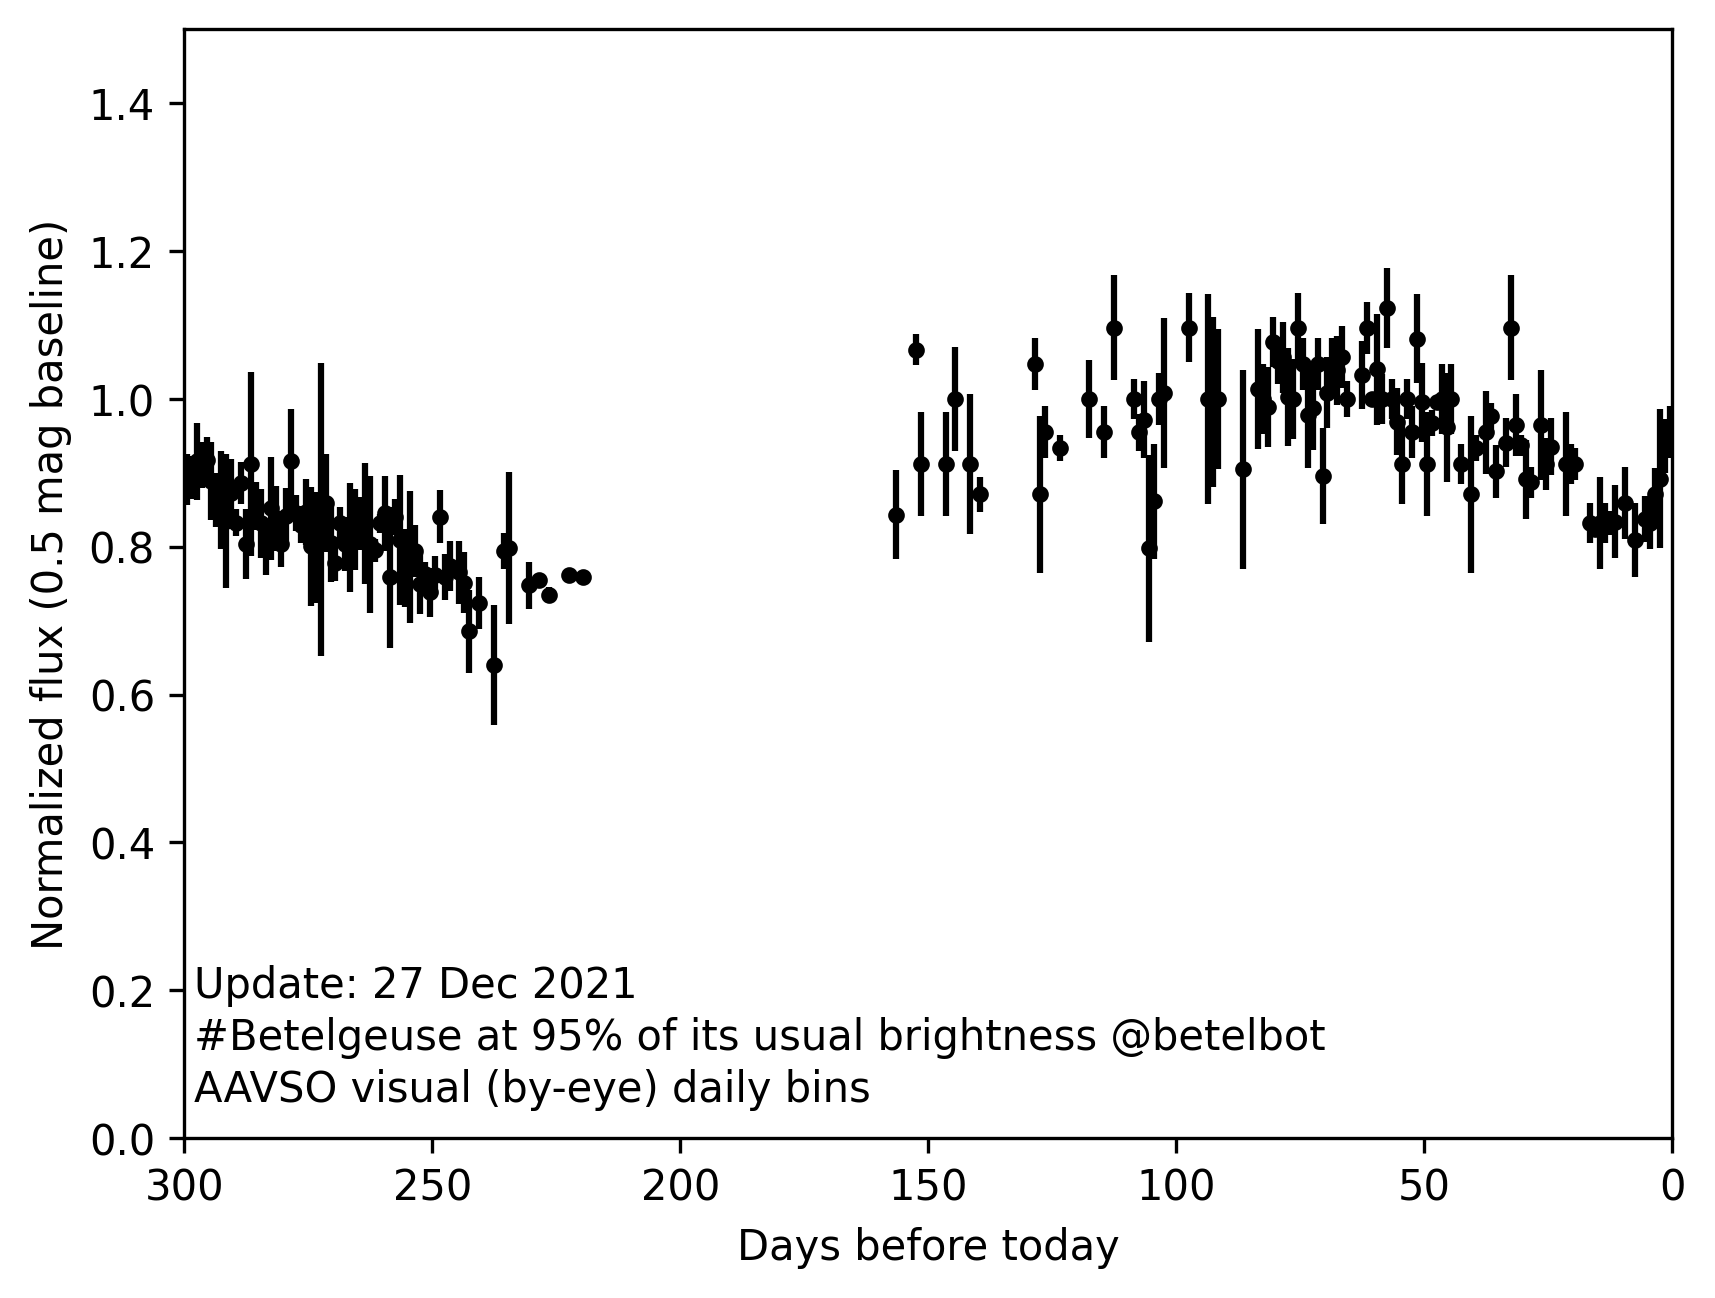 1.4
1.2
1.0
0.8
0.6
0.4
0.2
0.0
Normalized flux (0.5 mag baseline)
Update: 27 Dec 2021
#Betelgeuse at 95% of its usual brightness @betelbot
AAVSO visual (by-eye) daily bins
300 250 200 150 100 50 0
Days before today